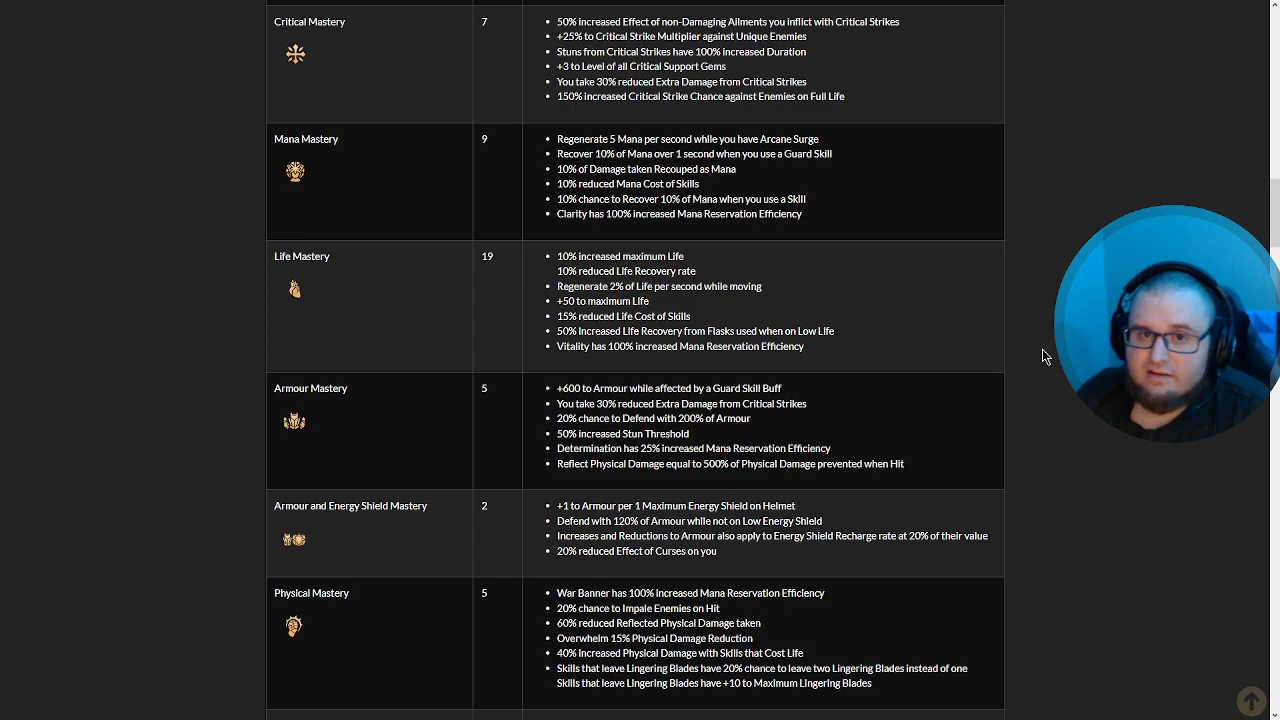 Critical Mastery
7
50% Increased Effect of non-Damaging Ailments you inflict with Critical Strikes
+25% to Critical Strike Multiplier against Unique Enemies
Stuns from Critical Strikes have 100% increased Duration
+3 to Level of all Critical Support Gems
You take 30% reduced Extra Damage from Critical Strikes
150% increased Critical Strike Chance against Enemies on Full Life
Mana Mastery
9
Regenerate 5 Mana per second while you have Arcane Surge
Recover 10% of Mana over 1 second when you use a Guard Skill
10% of Damage taken Recouped as Mana
10% reduced Mana Cost of Skills
10% chance to Recover 10% of Mana when you use a Skill
Clarity has 100% increased Mana Reservation Efficiency
Life Mastery
19
10% increased maximum Life
10% reduced Life Recovery rate
Regenerate 2% of Life per second while moving
+50 to maximum Life
15% reduced Life Cost of Skills
50% Increased Life Recovery from Flasks used when on Low Life
Vitality has 100% increased Mana Reservation Efficiency
Armour Mastery
5
+600 to Armour while affected by a Guard Skill Buff
You take 30% reduced Extra Damage from Critical Strikes
20% chance to Defend with 200% of Armour
50% increased Stun Threshold
Determination has 25% increased Mana Reservation Efficiency
Reflect Physical Damage equal to 500% of Physical Damage prevented when Hit
Armour and Energy Shield Mastery
2
+1 to Armour per 1 Maximum Energy Shield on Helmet
Defend with 120% of Armour while not on Low Energy Shield
Increases and Reductions to Armour also apply to Energy Shield Recharge rate at 20% of their value
20% reduced Effect of Curses on you
Physical Mastery
5
War Banner has 100% Increased Mana Reservation Efficiency
20% chance to Impale Enemies on Hit
60% reduced Reflected Physical Damage taken
Overwhelm 15% Physical Damage Reduction
40% Increased Physical Damage with Skills that Cost Life
Skills that leave Lingering Blades have 20% chance to leave two Lingering Blades instead of one
Skills that leave Lingering Blades have +10 to Maximum Lingering Blades